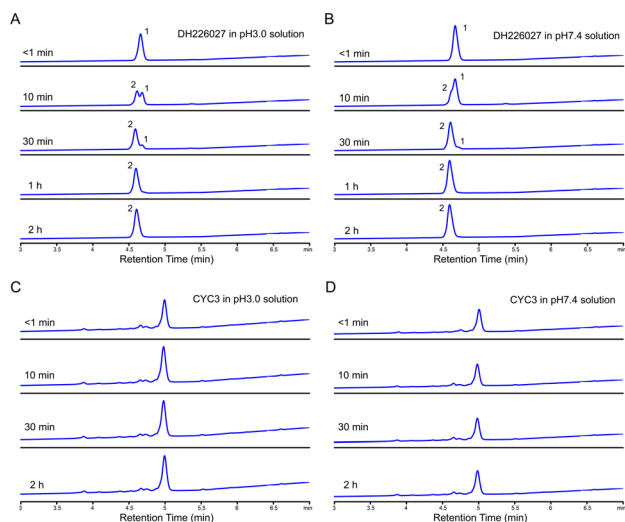 A
DH226027 in pH3.0 solution
1
<1 min
2 1
10 min
2
1
30 min
2
1 h
2
2 h
3 3.5 4 4.5 5 5.5 6 6.5 min
Retention Time (min)
B
DH226027 in pH7.4 solution
1
<1 min
1
2
10 min
2
1
30 min
2
1 h
2
2 h
3 3.5 4 4.5 5 5.5 6 6.5 min
Retention Time (min)
C
CYC3 in pH3.0 solution
<1 min
10 min
30 min
2 h
3 3.5 4 4.5 5 5.5 6 6.5 min
Retention Time (min)
D
CYC3 in pH7.4 solution
<1 min
10 min
30 min
2 h
3 3.5 4 4.5 5 5.5 6 6.5 min
Retention Time (min)